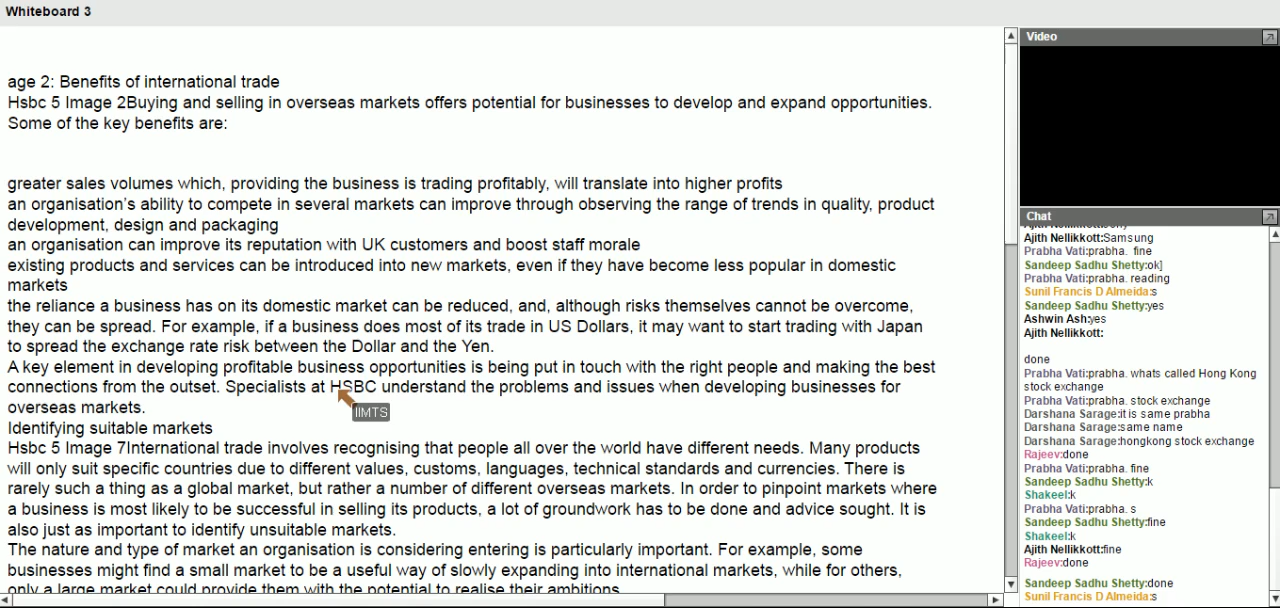 Whiteboard 3
age 2: Benefits of international trade
Hsbc 5 Image 2Buying and selling in overseas markets offers potential for businesses to develop and expand opportunities.
Some of the key benefits are:
greater sales volumes which, providing the business is trading profitably, will translate into higher profits
an organisation's ability to compete in several markets can improve through observing the range of trends in quality, product
development, design and packaging
an organisation can improve its reputation with UK customers and boost staff morale
existing products and services can be introduced into new markets, even if they have become less popular in domestic
markets
the reliance a business has on its domestic market can be reduced, and, although risks themselves cannot be overcome,
they can be spread. For example, if a business does most of its trade in US Dollars, it may want to start trading with Japan
to spread the exchange rate risk between the Dollar and the Yen.
A key element in developing profitable business opportunities is being put in touch with the right people and making the best
connections from the outset. Specialists at HSBC understand the problems and issues when developing businesses for
overseas markets.
IIMTS
Identifying suitable markets
Hsbc 5 Image 7International trade involves recognising that people all over the world have different needs. Many products
will only suit specific countries due to different values, customs, languages, technical standards and currencies. There is
rarely such a thing as a global market, but rather a number of different overseas markets. In order to pinpoint markets where
a business is most likely to be successful in selling its products, a lot of groundwork has to be done and advice sought. It is
also just as important to identify unsuitable markets.
The nature and type of market an organisation is considering entering is particularly important. For example, some
businesses might find a small market to be a useful way of slowly expanding into international markets, while for others,
only a large market could provide them with the potential to realise their ambitions.
Video
Chat
Ajith Nellikkott:Samsung
Prabha Vati:prabha. fine
Sandeep Sadhu Shetty:ok]
Prabha Vati:prabha. reading
Sunil Francis D Almeida:s
Sandeep Sadhu Shetty:yes
Ashwin Ash:yes
Ajith Nellikkott:
done
Prabha Vati:prabha. whats called Hong Kong
stock exchange
Prabha Vati:prabha. stock exchange
Darshana Sarage:it is same prabha
Darshana Sarage:same name
Darshana Sarage:hongkong stock exchange
Rajeev:done
Prabha Vati:prabha. fine
Sandeep Sadhu Shetty:k
Shakeel:k
Prabha Vati:prabha. s
Sandeep Sadhu Shetty:fine
Shakeel:k
Ajith Nellikkott:fine
Rajeev:done
Sandeep Sadhu Shetty:done
Sunil Francis D Almeida:s